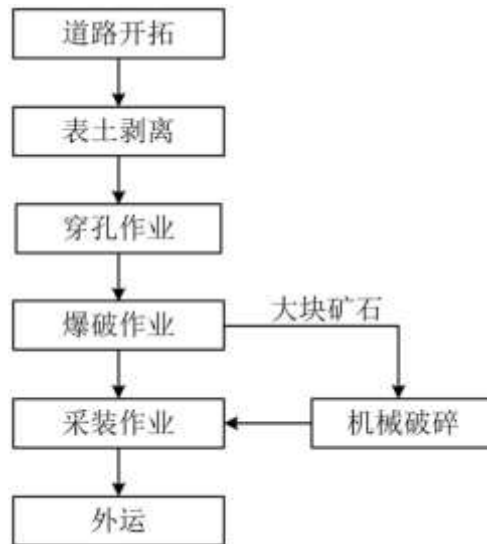 道路开拓
表土剥离
穿孔作业
爆破作业
大块矿石
采装作业
机械破碎
外运